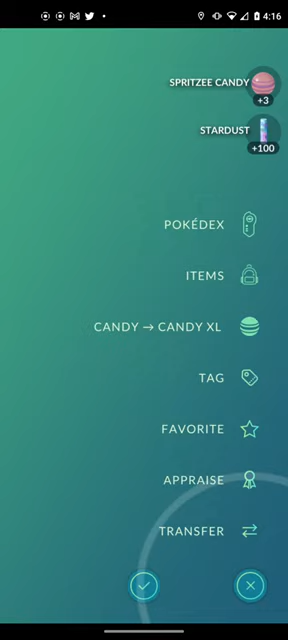 4:16
SPRITZEE CANDY
+3
STARDUST
+100
POKÉDEX
ITEMS
CANDY → CANDY XL
TAG
FAVORITE
APPRAISE
TRANSFER